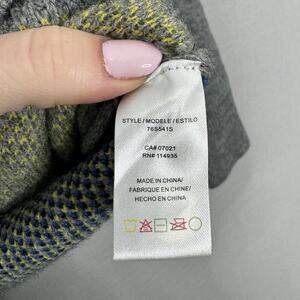 STYLE/MODELE/ESTILO
76S541S
CA# 07021
RN# 114935
MADE IN CHINA/
FABRIQUE EN CHINE/
HECHO EN CHINA